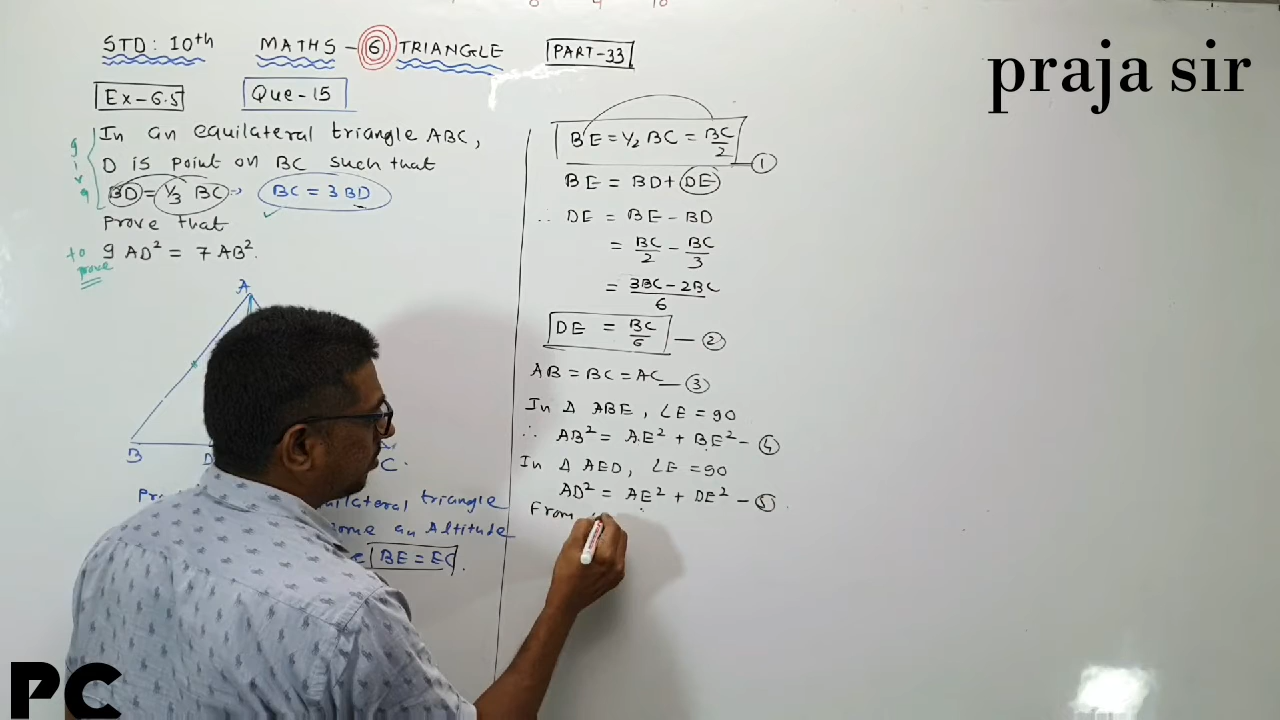 STD: 10th MATHS - 6 TRIANGLE PART-33
praja sir
Ex-6.5 Que-15
In an equilateral triangle ABC,
D is point on BC such that
BD = 1/3 BC BC = 3 BD
Prove that
to prove 9 AD² = 7 AB².
A
B
D
C.
equilateral triangle
an Altitude
BE = EC.
BE = 1/2 BC = BC/2 — 1
BE = BD + DE
∴ DE = BE - BD
= BC/2 - BC/3
= 3BC - 2BC/6
DE = BC/6 — 2
AB = BC = AC — 3
In Δ ABE, ∠E = 90
∴ AB² = AE² + BE² - 4
In Δ AED, ∠E = 90
AD² = AE² + DE² - 5
From
PC